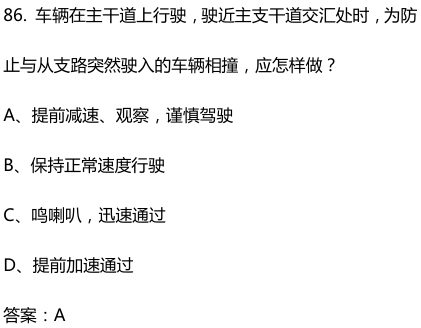 86. 车辆在主干道上行驶，驶近主支干道交汇处时，为防
止与从支路突然驶入的车辆相撞，应怎样做？
A、提前减速、观察，谨慎驾驶
B、保持正常速度行驶
C、鸣喇叭，迅速通过
D、提前加速通过
答案：A